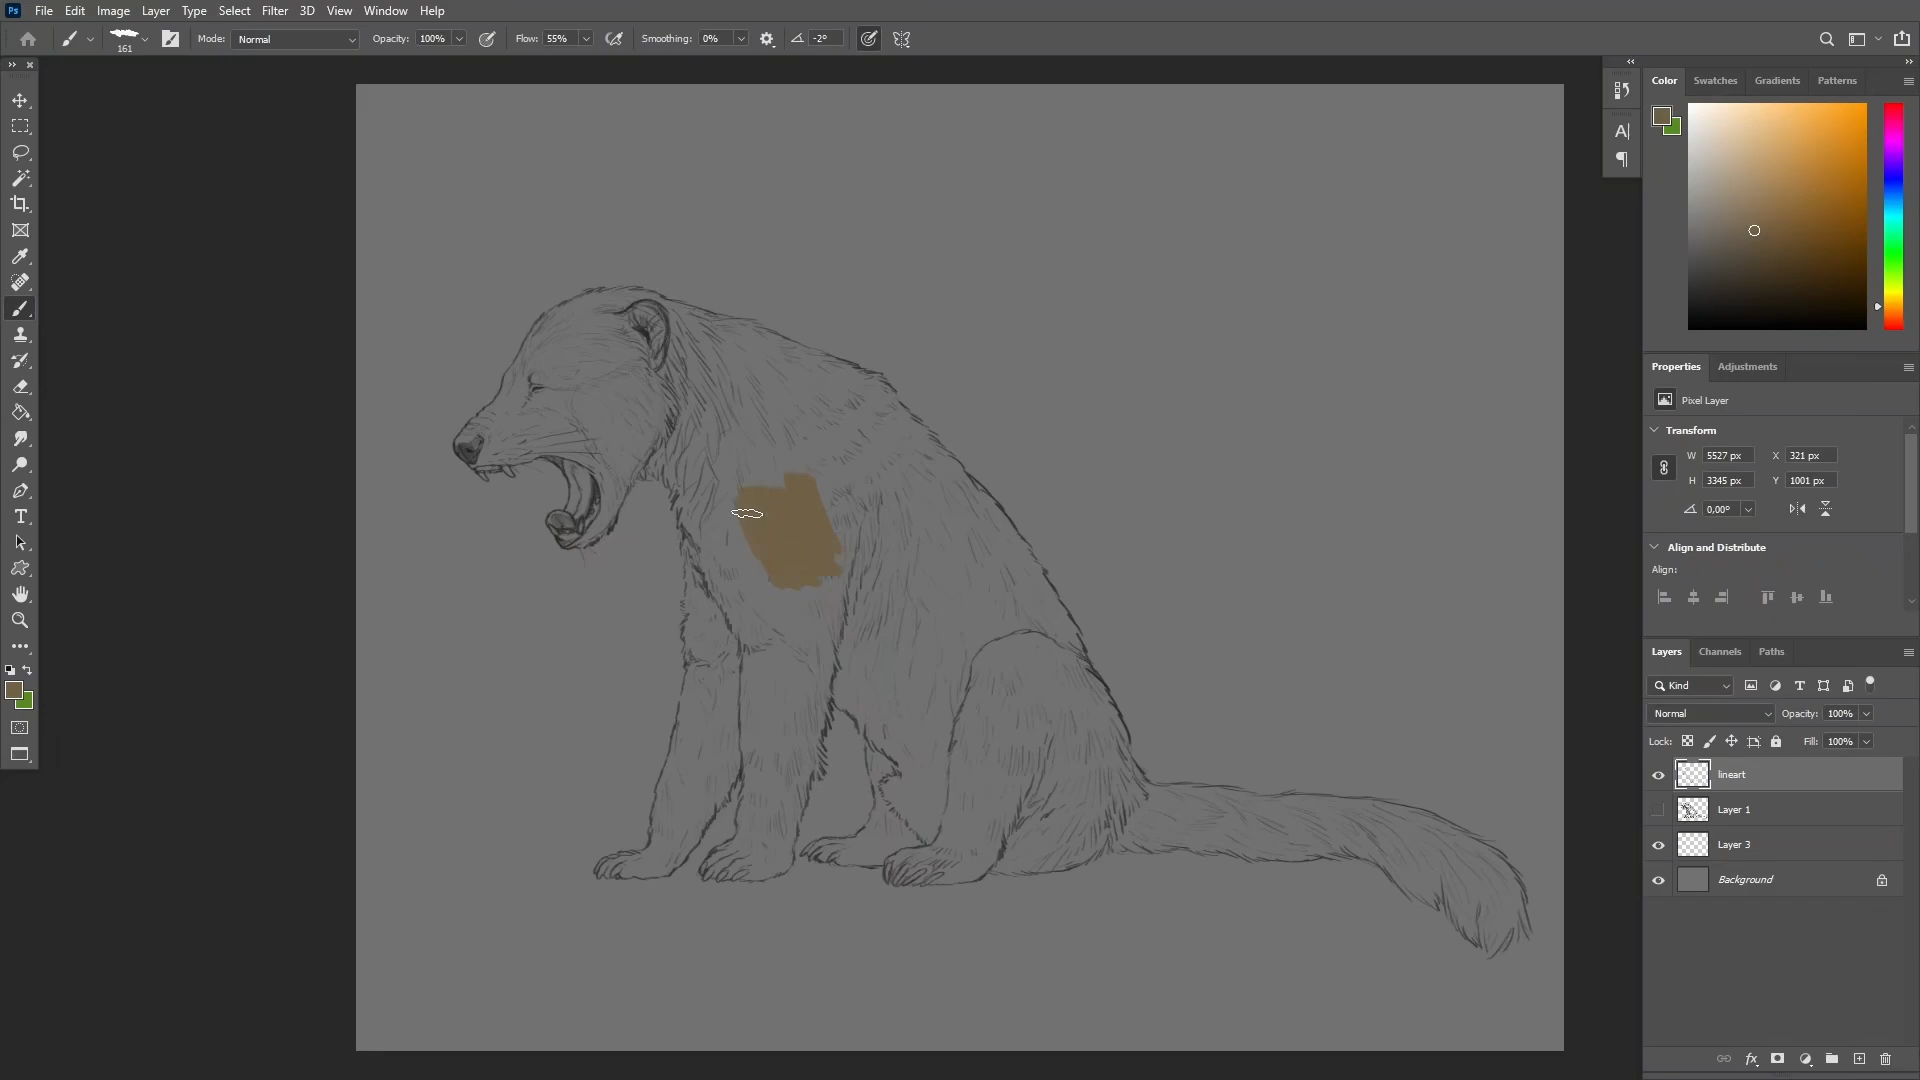 Ps File Edit Image Layer Type Select Filter 3D View Window Help
161 Mode: Normal Opacity: 100% Flow: 55% Smoothing: 0% -2°
Color Swatches Gradients Patterns
A
¶
Properties Adjustments
Pixel Layer
Transform
W 5527 px X 321 px
H 3345 px Y 1001 px
0,00°
Align and Distribute
Align:
Layers Channels Paths
Kind
Normal Opacity: 100%
Lock: Fill: 100%
lineart
Layer 1
Layer 3
Background